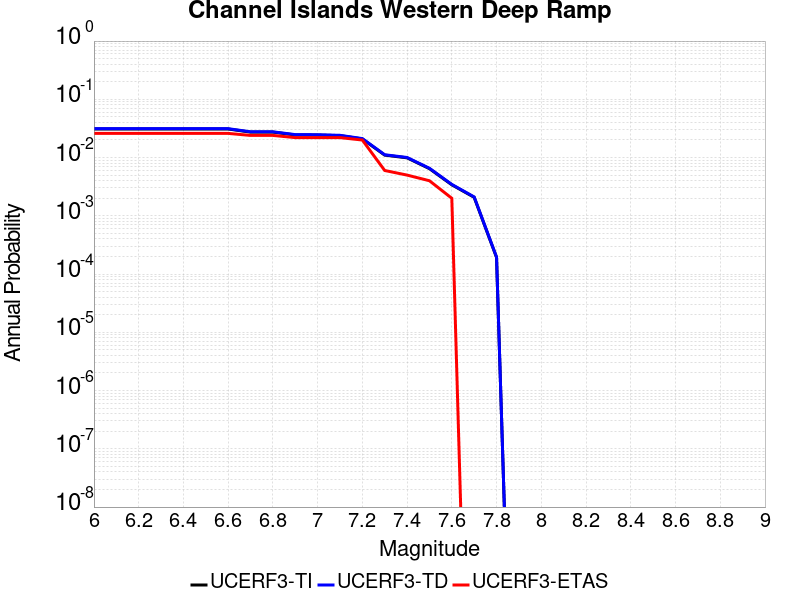 Channel Islands Western Deep Ramp
10^0
10^-1
10^-2
10^-3
10^-4
10^-5
10^-6
10^-7
10^-8
Annual Probability
6 6.2 6.4 6.6 6.8 7 7.2 7.4 7.6 7.8 8 8.2 8.4 8.6 8.8 9
Magnitude
UCERF3-TI UCERF3-TD UCERF3-ETAS